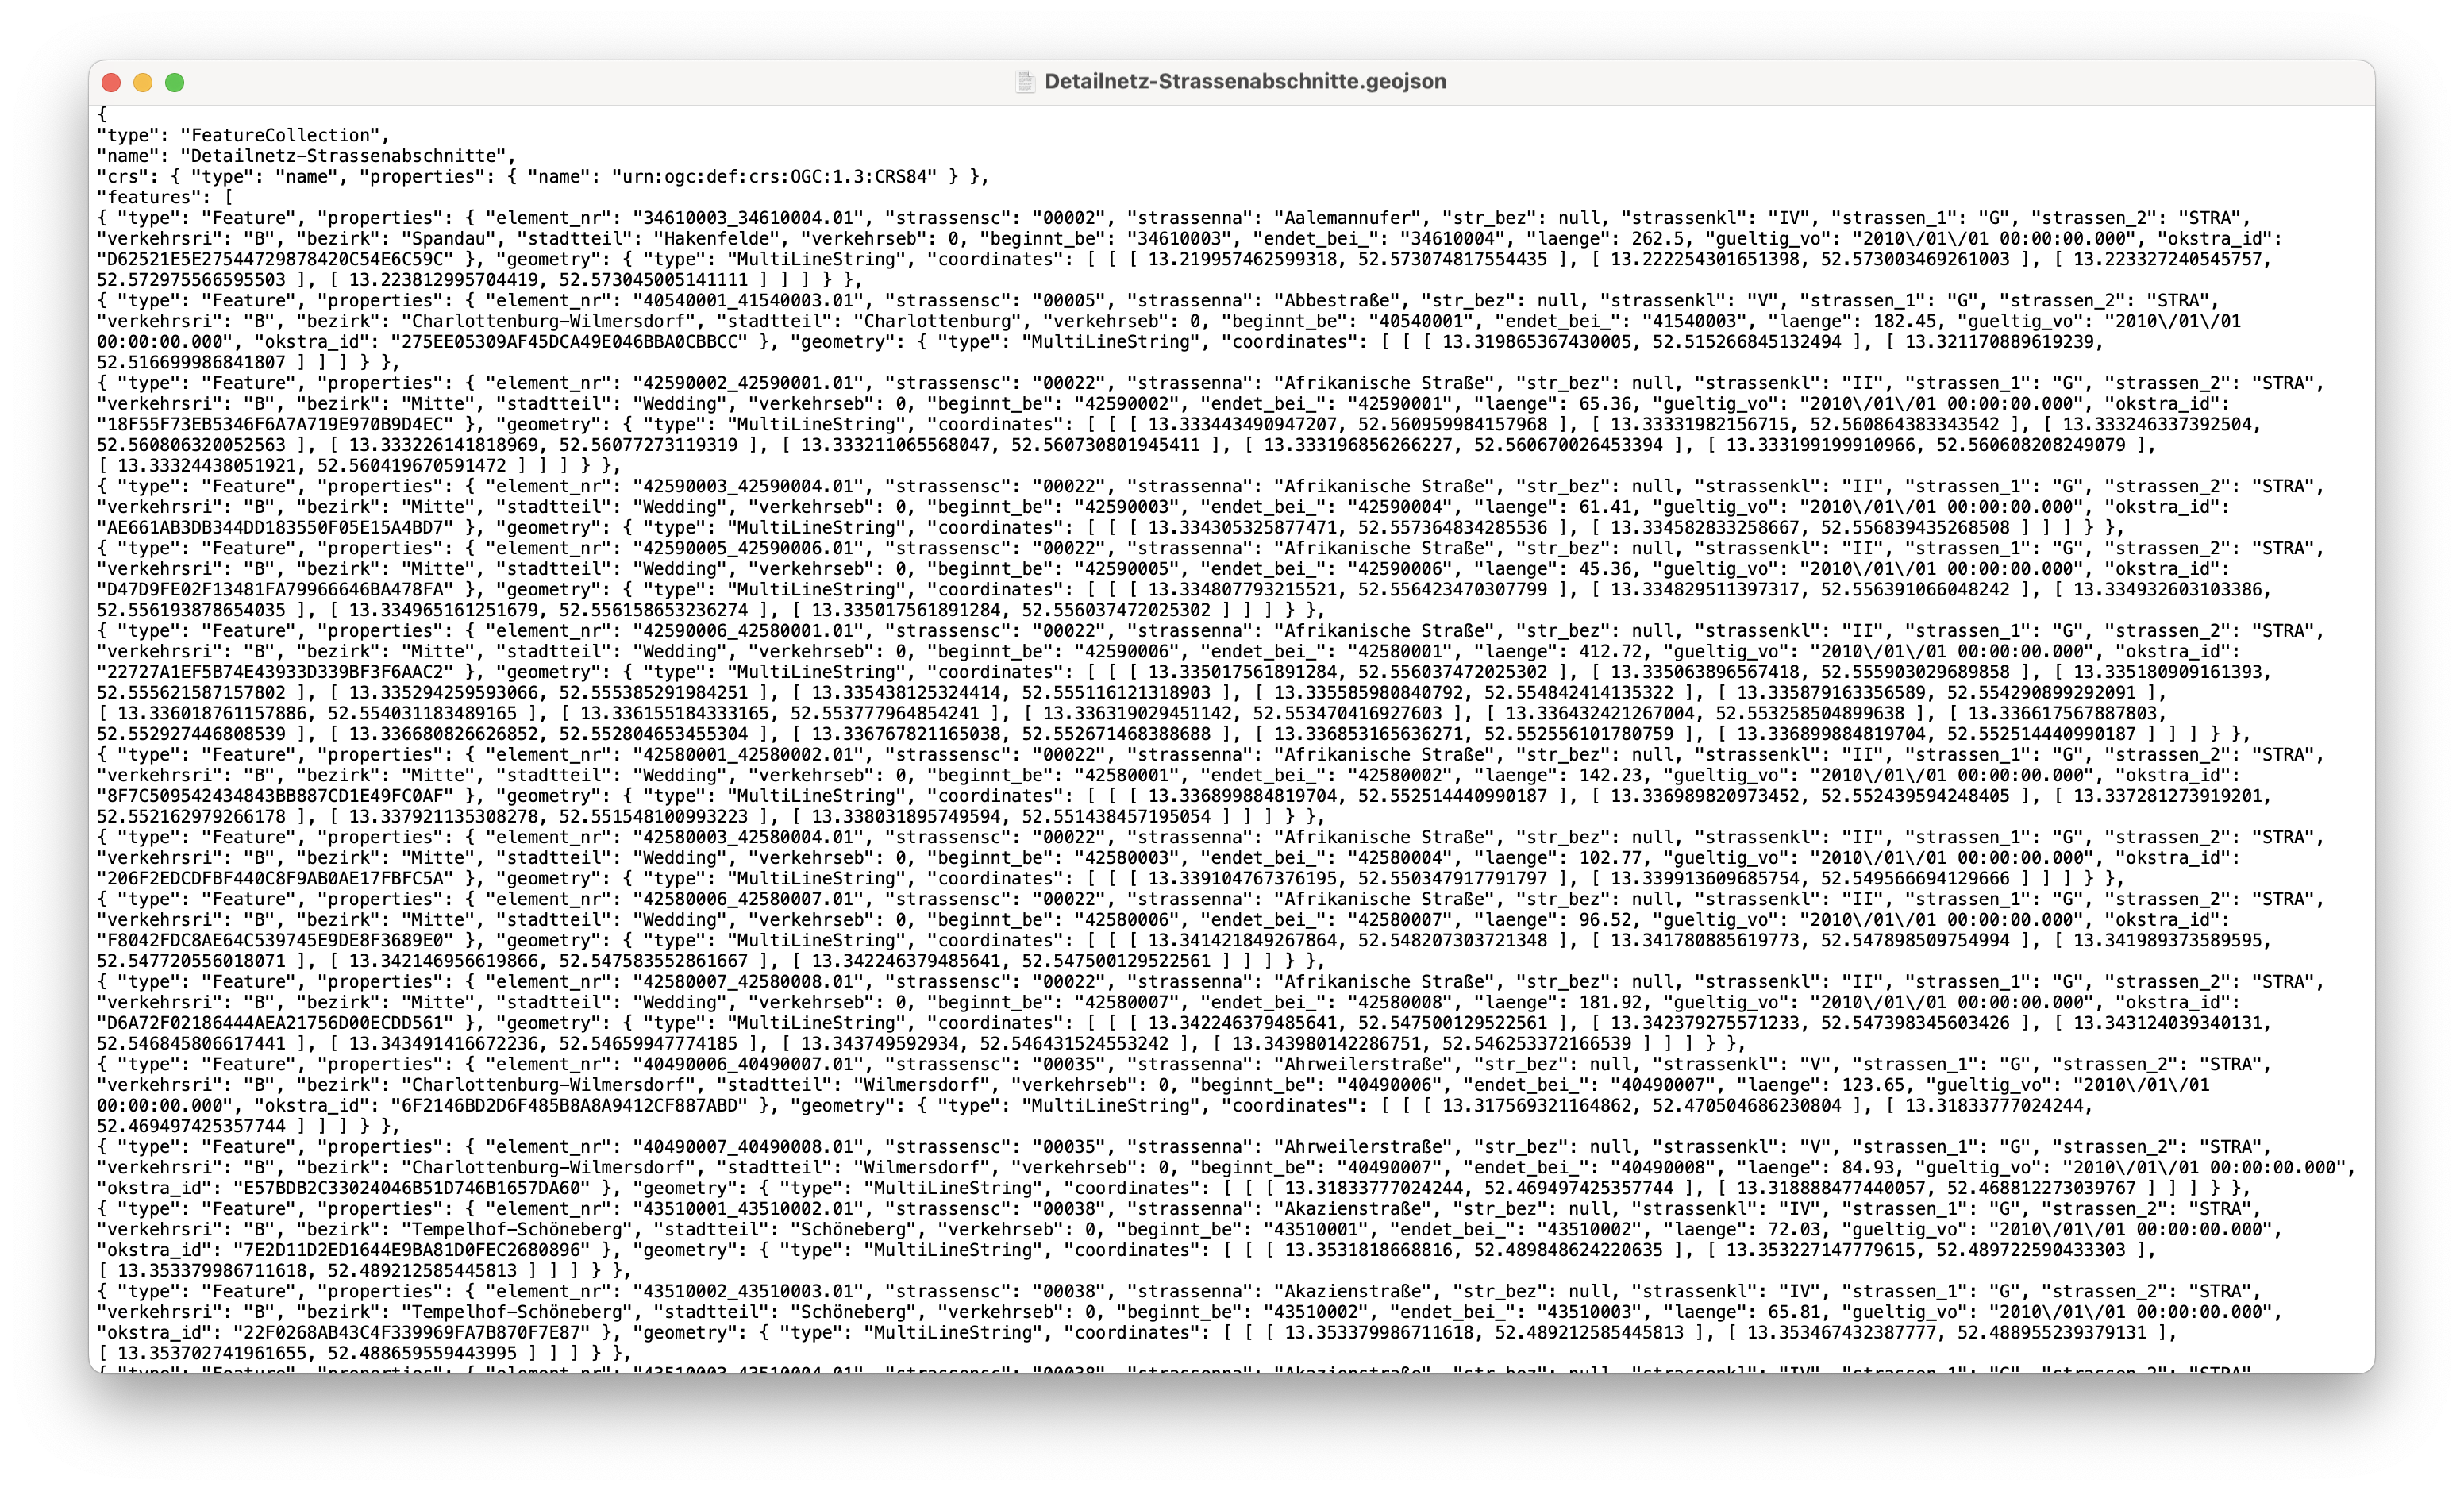 Detailnetz-Strassenabschnitte.geojson
{
"type": "FeatureCollection",
"name": "Detailnetz-Strassenabschnitte",
"crs": { "type": "name", "properties": { "name": "urn:ogc:def:crs:OGC:1.3:CRS84" } },
"features": [
{ "type": "Feature", "properties": { "element_nr": "34610003_34610004.01", "strassensc": "00002", "strassenna": "Aalemannufer", "str_bez": null, "strassenkl": "IV", "strassen_1": "G", "strassen_2": "STRA",
"verkehrsri": "B", "bezirk": "Spandau", "stadtteil": "Hakenfelde", "verkehrseb": 0, "beginnt_be": "34610003", "endet_bei_": "34610004", "laenge": 262.5, "gueltig_vo": "2010\/01\/01 00:00:00.000", "okstra_id":
"D62521E5E27544729878420C54E6C59C" }, "geometry": { "type": "MultiLineString", "coordinates": [ [ [ 13.219957462599318, 52.573074817554435 ], [ 13.222254301651398, 52.573003469261003 ], [ 13.223327240545757,
52.572975566595503 ], [ 13.223812995704419, 52.573045005141111 ] ] ] } },
{ "type": "Feature", "properties": { "element_nr": "40540001_41540003.01", "strassensc": "00005", "strassenna": "Abbestraße", "str_bez": null, "strassenkl": "V", "strassen_1": "G", "strassen_2": "STRA",
"verkehrsri": "B", "bezirk": "Charlottenburg-Wilmersdorf", "stadtteil": "Charlottenburg", "verkehrseb": 0, "beginnt_be": "40540001", "endet_bei_": "41540003", "laenge": 182.45, "gueltig_vo": "2010\/01\/01
00:00:00.000", "okstra_id": "275EE05309AF45DCA49E046BBA0CBBCC" }, "geometry": { "type": "MultiLineString", "coordinates": [ [ [ 13.319865367430005, 52.515266845132494 ], [ 13.321170889619239,
52.516699986841807 ] ] ] } },
{ "type": "Feature", "properties": { "element_nr": "42590002_42590001.01", "strassensc": "00022", "strassenna": "Afrikanische Straße", "str_bez": null, "strassenkl": "II", "strassen_1": "G", "strassen_2": "STRA",
"verkehrsri": "B", "bezirk": "Mitte", "stadtteil": "Wedding", "verkehrseb": 0, "beginnt_be": "42590002", "endet_bei_": "42590001", "laenge": 65.36, "gueltig_vo": "2010\/01\/01 00:00:00.000", "okstra_id":
"18F55F73EB5346F6A7A719E970B9D4EC" }, "geometry": { "type": "MultiLineString", "coordinates": [ [ [ 13.333443490947207, 52.560959984157968 ], [ 13.33331982156715, 52.560864383343542 ], [ 13.333246337392504,
52.560806320052563 ], [ 13.333226141818969, 52.56077273119319 ], [ 13.333211065568047, 52.560730801945411 ], [ 13.333196856266227, 52.560670026453394 ], [ 13.333199199910966, 52.560608208249079 ],
[ 13.33324438051921, 52.560419670591472 ] ] ] } },
{ "type": "Feature", "properties": { "element_nr": "42590003_42590004.01", "strassensc": "00022", "strassenna": "Afrikanische Straße", "str_bez": null, "strassenkl": "II", "strassen_1": "G", "strassen_2": "STRA",
"verkehrsri": "B", "bezirk": "Mitte", "stadtteil": "Wedding", "verkehrseb": 0, "beginnt_be": "42590003", "endet_bei_": "42590004", "laenge": 61.41, "gueltig_vo": "2010\/01\/01 00:00:00.000", "okstra_id":
"AE661AB3DB344DD183550F05E15A4BD7" }, "geometry": { "type": "MultiLineString", "coordinates": [ [ [ 13.334305325877471, 52.557364834285536 ], [ 13.334582833258667, 52.556839435268508 ] ] ] } },
{ "type": "Feature", "properties": { "element_nr": "42590005_42590006.01", "strassensc": "00022", "strassenna": "Afrikanische Straße", "str_bez": null, "strassenkl": "II", "strassen_1": "G", "strassen_2": "STRA",
"verkehrsri": "B", "bezirk": "Mitte", "stadtteil": "Wedding", "verkehrseb": 0, "beginnt_be": "42590005", "endet_bei_": "42590006", "laenge": 45.36, "gueltig_vo": "2010\/01\/01 00:00:00.000", "okstra_id":
"D47D9FE02F13481FA79966646BA478FA" }, "geometry": { "type": "MultiLineString", "coordinates": [ [ [ 13.334807793215521, 52.556423470307799 ], [ 13.334829511397317, 52.556391066048242 ], [ 13.334932603103386,
52.556193878654035 ], [ 13.334965161251679, 52.556158653236274 ], [ 13.335017561891284, 52.556037472025302 ] ] ] } },
{ "type": "Feature", "properties": { "element_nr": "42590006_42580001.01", "strassensc": "00022", "strassenna": "Afrikanische Straße", "str_bez": null, "strassenkl": "II", "strassen_1": "G", "strassen_2": "STRA",
"verkehrsri": "B", "bezirk": "Mitte", "stadtteil": "Wedding", "verkehrseb": 0, "beginnt_be": "42590006", "endet_bei_": "42580001", "laenge": 412.72, "gueltig_vo": "2010\/01\/01 00:00:00.000", "okstra_id":
"22727A1EF5B74E43933D339BF3F6AAC2" }, "geometry": { "type": "MultiLineString", "coordinates": [ [ [ 13.335017561891284, 52.556037472025302 ], [ 13.335063896567418, 52.555903029689858 ], [ 13.335180909161393,
52.555621587157802 ], [ 13.335294259593066, 52.555385291984251 ], [ 13.335438125324414, 52.555116121318903 ], [ 13.335585980840792, 52.554842414135322 ], [ 13.335879163356589, 52.554290899292091 ],
[ 13.336018761157886, 52.554031183489165 ], [ 13.336155184333165, 52.553777964854241 ], [ 13.336319029451142, 52.553470416927603 ], [ 13.336432421267004, 52.553258504899638 ], [ 13.336617567887803,
52.552927446808539 ], [ 13.336680826626852, 52.552804653455304 ], [ 13.336767821165038, 52.552671468388688 ], [ 13.336853165636271, 52.552556101780759 ], [ 13.336899884819704, 52.552514440990187 ] ] ] } },
{ "type": "Feature", "properties": { "element_nr": "42580001_42580002.01", "strassensc": "00022", "strassenna": "Afrikanische Straße", "str_bez": null, "strassenkl": "II", "strassen_1": "G", "strassen_2": "STRA",
"verkehrsri": "B", "bezirk": "Mitte", "stadtteil": "Wedding", "verkehrseb": 0, "beginnt_be": "42580001", "endet_bei_": "42580002", "laenge": 142.23, "gueltig_vo": "2010\/01\/01 00:00:00.000", "okstra_id":
"8F7C509542434843BB887CD1E49FC0AF" }, "geometry": { "type": "MultiLineString", "coordinates": [ [ [ 13.336899884819704, 52.552514440990187 ], [ 13.336989820973452, 52.552439594248405 ], [ 13.337281273919201,
52.552162979266178 ], [ 13.337921135308278, 52.551548100993223 ], [ 13.338031895749594, 52.551438457195054 ] ] ] } },
{ "type": "Feature", "properties": { "element_nr": "42580003_42580004.01", "strassensc": "00022", "strassenna": "Afrikanische Straße", "str_bez": null, "strassenkl": "II", "strassen_1": "G", "strassen_2": "STRA",
"verkehrsri": "B", "bezirk": "Mitte", "stadtteil": "Wedding", "verkehrseb": 0, "beginnt_be": "42580003", "endet_bei_": "42580004", "laenge": 102.77, "gueltig_vo": "2010\/01\/01 00:00:00.000", "okstra_id":
"206F2EDCDFBF440C8F9AB0AE17FBFC5A" }, "geometry": { "type": "MultiLineString", "coordinates": [ [ [ 13.339104767376195, 52.550347917791797 ], [ 13.339913609685754, 52.549566694129666 ] ] ] } },
{ "type": "Feature", "properties": { "element_nr": "42580006_42580007.01", "strassensc": "00022", "strassenna": "Afrikanische Straße", "str_bez": null, "strassenkl": "II", "strassen_1": "G", "strassen_2": "STRA",
"verkehrsri": "B", "bezirk": "Mitte", "stadtteil": "Wedding", "verkehrseb": 0, "beginnt_be": "42580006", "endet_bei_": "42580007", "laenge": 96.52, "gueltig_vo": "2010\/01\/01 00:00:00.000", "okstra_id":
"F8042FDC8AE64C539745E9DE8F3689E0" }, "geometry": { "type": "MultiLineString", "coordinates": [ [ [ 13.341421849267864, 52.548207303721348 ], [ 13.341780885619773, 52.547898509754994 ], [ 13.341989373589595,
52.547720556018071 ], [ 13.342146956619866, 52.547583552861667 ], [ 13.342246379485641, 52.547500129522561 ] ] ] } },
{ "type": "Feature", "properties": { "element_nr": "42580007_42580008.01", "strassensc": "00022", "strassenna": "Afrikanische Straße", "str_bez": null, "strassenkl": "II", "strassen_1": "G", "strassen_2": "STRA",
"verkehrsri": "B", "bezirk": "Mitte", "stadtteil": "Wedding", "verkehrseb": 0, "beginnt_be": "42580007", "endet_bei_": "42580008", "laenge": 181.92, "gueltig_vo": "2010\/01\/01 00:00:00.000", "okstra_id":
"D6A72F02186444AEA21756D00ECDD561" }, "geometry": { "type": "MultiLineString", "coordinates": [ [ [ 13.342246379485641, 52.547500129522561 ], [ 13.342379275571233, 52.547398345603426 ], [ 13.343124039340131,
52.546845806617441 ], [ 13.343491416672236, 52.54659947774185 ], [ 13.343749592934, 52.546431524553242 ], [ 13.343980142286751, 52.546253372166539 ] ] ] } },
{ "type": "Feature", "properties": { "element_nr": "40490006_40490007.01", "strassensc": "00035", "strassenna": "Ahrweilerstraße", "str_bez": null, "strassenkl": "V", "strassen_1": "G", "strassen_2": "STRA",
"verkehrsri": "B", "bezirk": "Charlottenburg-Wilmersdorf", "stadtteil": "Wilmersdorf", "verkehrseb": 0, "beginnt_be": "40490006", "endet_bei_": "40490007", "laenge": 123.65, "gueltig_vo": "2010\/01\/01
00:00:00.000", "okstra_id": "6F2146BD2D6F485B8A8A9412CF887ABD" }, "geometry": { "type": "MultiLineString", "coordinates": [ [ [ 13.317569321164862, 52.470504686230804 ], [ 13.31833777024244,
52.469497425357744 ] ] ] } },
{ "type": "Feature", "properties": { "element_nr": "40490007_40490008.01", "strassensc": "00035", "strassenna": "Ahrweilerstraße", "str_bez": null, "strassenkl": "V", "strassen_1": "G", "strassen_2": "STRA",
"verkehrsri": "B", "bezirk": "Charlottenburg-Wilmersdorf", "stadtteil": "Wilmersdorf", "verkehrseb": 0, "beginnt_be": "40490007", "endet_bei_": "40490008", "laenge": 84.93, "gueltig_vo": "2010\/01\/01 00:00:00.000",
"okstra_id": "E57BDB2C33024046B51D746B1657DA60" }, "geometry": { "type": "MultiLineString", "coordinates": [ [ [ 13.31833777024244, 52.469497425357744 ], [ 13.318888477440057, 52.468812273039767 ] ] ] } },
{ "type": "Feature", "properties": { "element_nr": "43510001_43510002.01", "strassensc": "00038", "strassenna": "Akazienstraße", "str_bez": null, "strassenkl": "IV", "strassen_1": "G", "strassen_2": "STRA",
"verkehrsri": "B", "bezirk": "Tempelhof-Schöneberg", "stadtteil": "Schöneberg", "verkehrseb": 0, "beginnt_be": "43510001", "endet_bei_": "43510002", "laenge": 72.03, "gueltig_vo": "2010\/01\/01 00:00:00.000",
"okstra_id": "7E2D11D2ED1644E9BA81D0FEC2680896" }, "geometry": { "type": "MultiLineString", "coordinates": [ [ [ 13.3531818668816, 52.489848624220635 ], [ 13.353227147779615, 52.489722590433303 ],
[ 13.353379986711618, 52.489212585445813 ] ] ] } },
{ "type": "Feature", "properties": { "element_nr": "43510002_43510003.01", "strassensc": "00038", "strassenna": "Akazienstraße", "str_bez": null, "strassenkl": "IV", "strassen_1": "G", "strassen_2": "STRA",
"verkehrsri": "B", "bezirk": "Tempelhof-Schöneberg", "stadtteil": "Schöneberg", "verkehrseb": 0, "beginnt_be": "43510002", "endet_bei_": "43510003", "laenge": 65.81, "gueltig_vo": "2010\/01\/01 00:00:00.000",
"okstra_id": "22F0268AB43C4F339969FA7B870F7E87" }, "geometry": { "type": "MultiLineString", "coordinates": [ [ [ 13.353379986711618, 52.489212585445813 ], [ 13.353467432387777, 52.488955239379131 ],
[ 13.353702741961655, 52.488659559443995 ] ] ] } },
{ "type": "Feature", "properties": { "element_nr": "43510003_43510004.01", "strassensc": "00038", "strassenna": "Akazienstraße", "str_bez": null, "strassenkl": "IV", "strassen_1": "G", "strassen_2": "STRA",